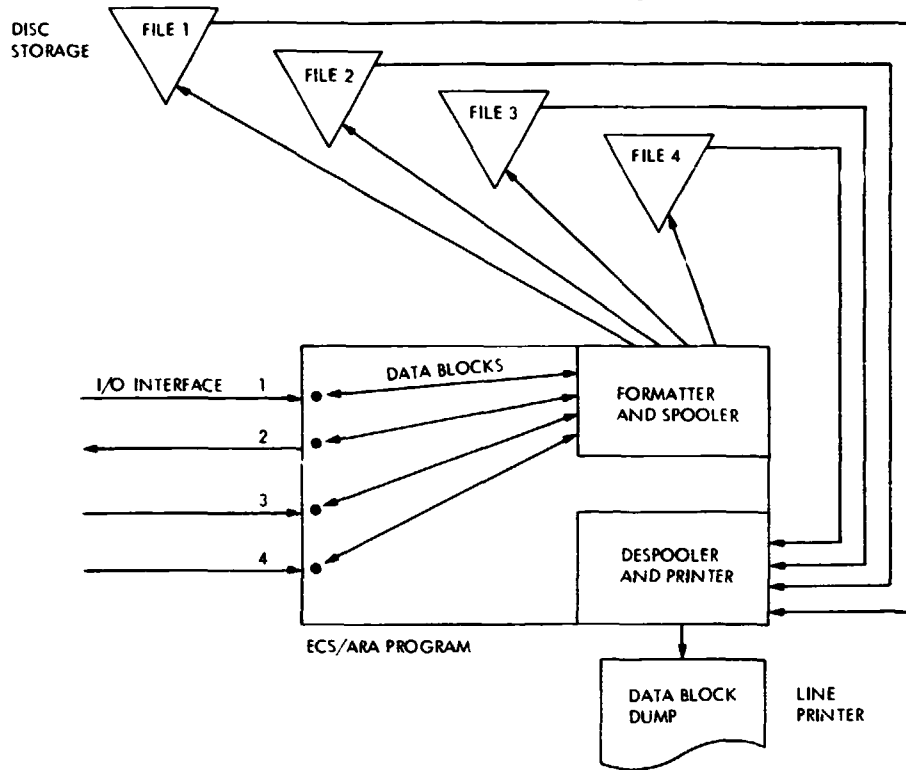 DISC
STORAGE
FILE 1
FILE 2
FILE 3
FILE 4
I/O INTERFACE 1
2
3
4
DATA BLOCKS
FORMATTER
AND SPOOLER
DESPOOLER
AND PRINTER
ECS/ARA PROGRAM
DATA BLOCK
DUMP
LINE
PRINTER